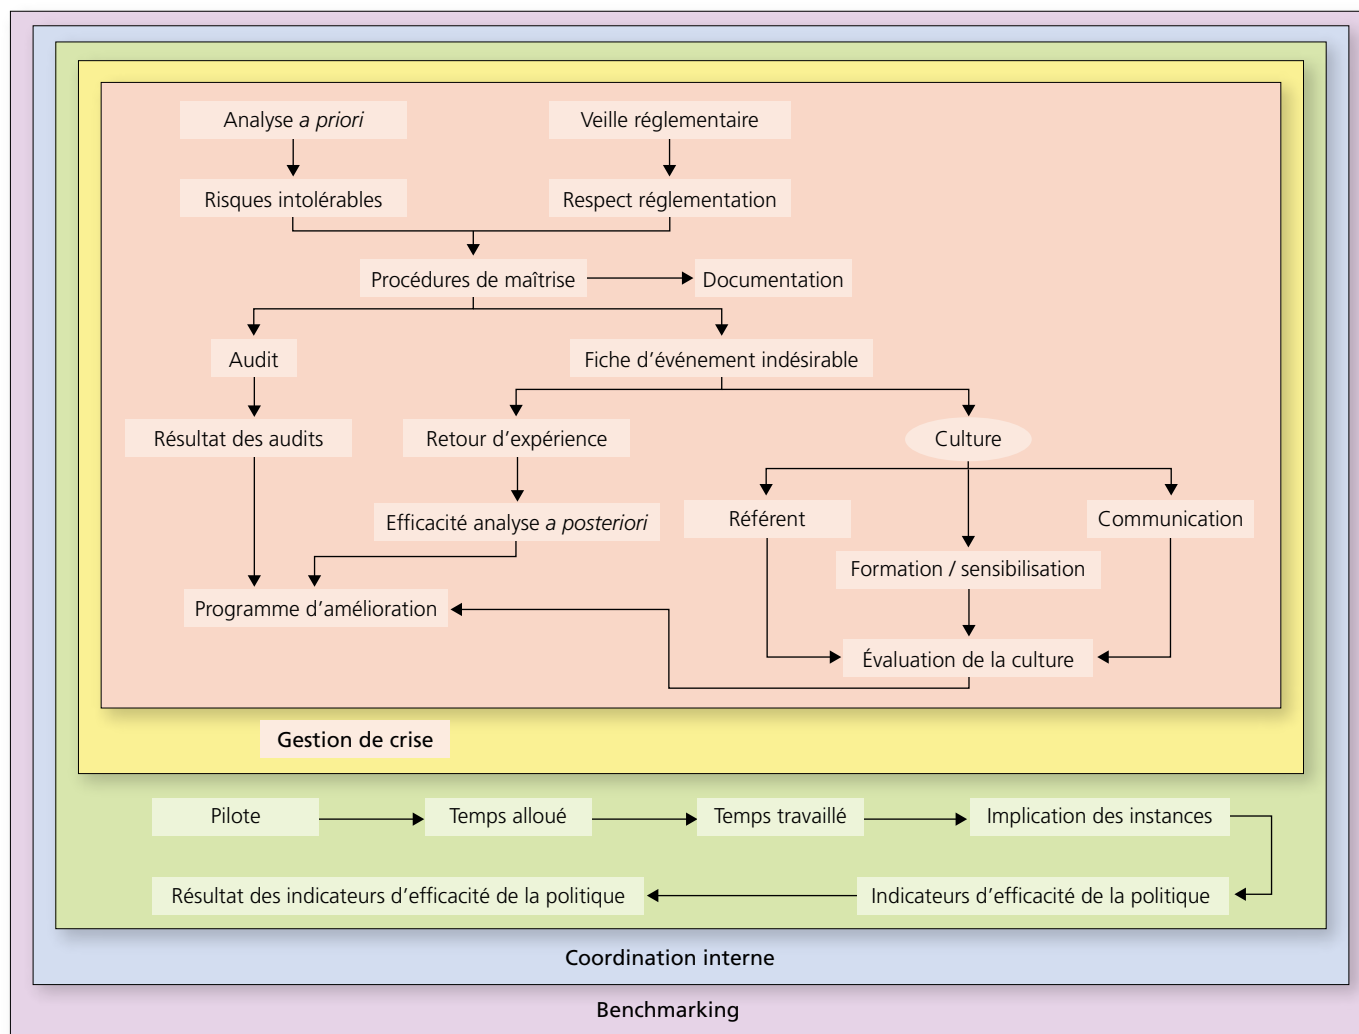 Analyse a priori
Veille réglementaire
Risques intolérables
Respect réglementation
Procédures de maîtrise
Documentation
Audit
Fiche d’événement indésirable
Résultat des audits
Retour d’expérience
Culture
Efficacité analyse a posteriori
Référent
Communication
Formation / sensibilisation
Programme d’amélioration
Évaluation de la culture
Gestion de crise
Pilote
Temps alloué
Temps travaillé
Implication des instances
Résultat des indicateurs d’efficacité de la politique
Indicateurs d’efficacité de la politique
Coordination interne
Benchmarking